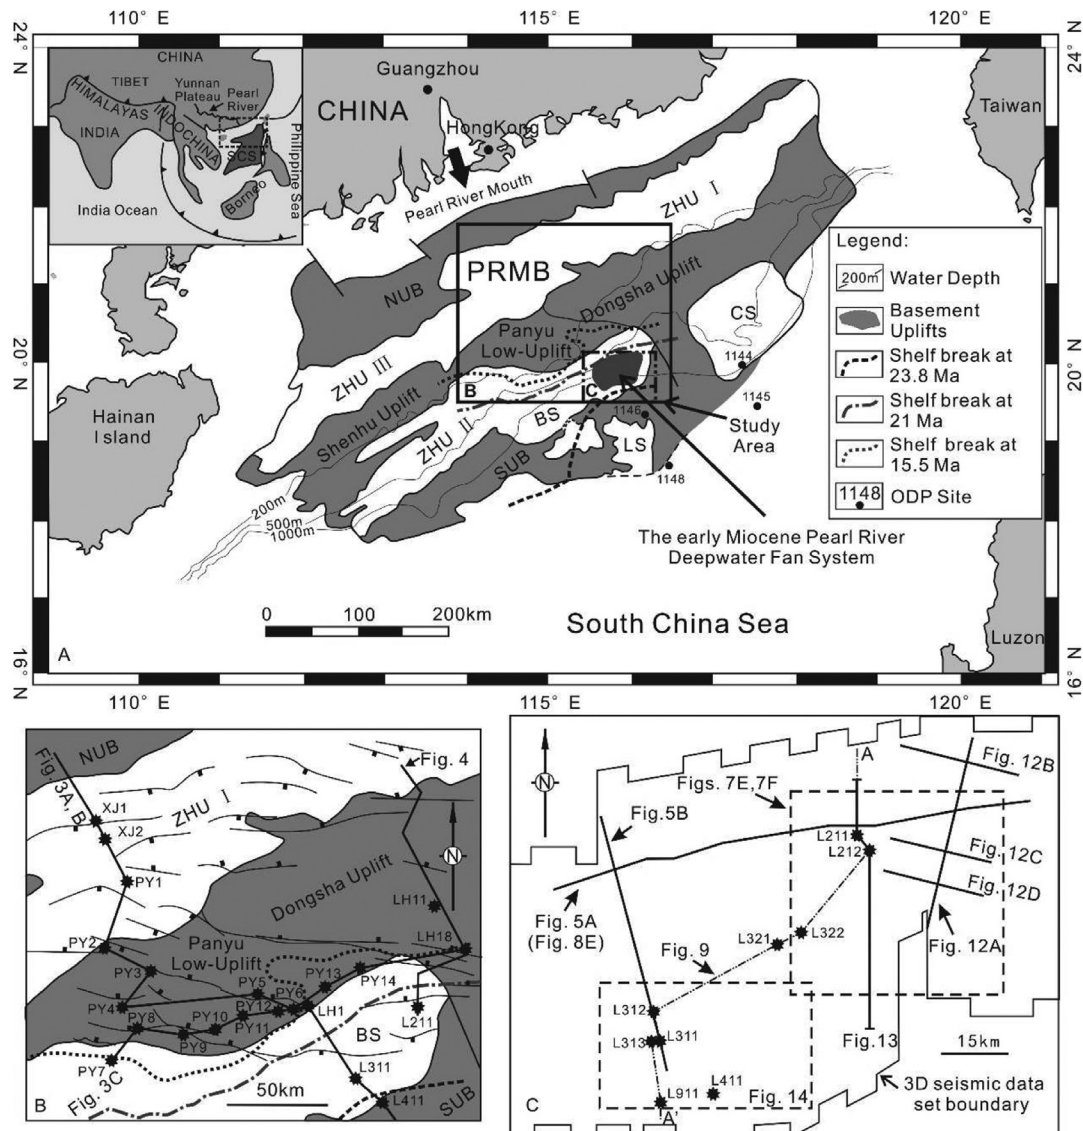 110° E
115° E
120° E
24° N
24° N
CHINA
TIBET
Yunnan
Plateau
Pearl
River
HIMALAYAS
INDOCHINA
INDIA
SCS
Philippine Sea
Borneo
India Ocean
Guangzhou
CHINA
HongKong
Pearl River Mouth
Taiwan
ZHU I
PRMB
NUB
Dongsha Uplift
Panyu
Low-Uplift
CS
20° N
20° N
ZHU III
B
C
1144
1145
1146
1148
Hainan
Island
Shenhu Uplift
ZHU II
BS
SUB
LS
Study
Area
200m
500m
1000m
Legend:
200m Water Depth
Basement
Uplifts
Shelf break at
23.8 Ma
Shelf break at
21 Ma
Shelf break at
15.5 Ma
1148 ODP Site
The early Miocene Pearl River
Deepwater Fan System
0 100 200km
South China Sea
Luzon
A
16° N
16° N
110° E
115° E
120° E
NUB
Fig. 3A, B
Fig. 4
XJ1
XJ2
ZHU I
N
PY1
Dongsha Uplift
LH11
PY2
Panyu
Low-Uplift
LH18
PY3
PY13
PY14
PY5
PY6
PY4
PY12
LH1
PY8
PY10
PY11
PY9
L211
BS
PY7
Fig. 3C
L311
50km
L411
SUB
B
A
Fig. 12B
N
Figs. 7E,7F
Fig.5B
L211
L212
Fig. 12C
Fig. 12D
Fig. 5A
(Fig. 8E)
L321
L322
Fig. 12A
Fig. 9
L312
L313
L311
Fig.13
15km
L411
L911
Fig. 14
A'
3D seismic data
set boundary
C